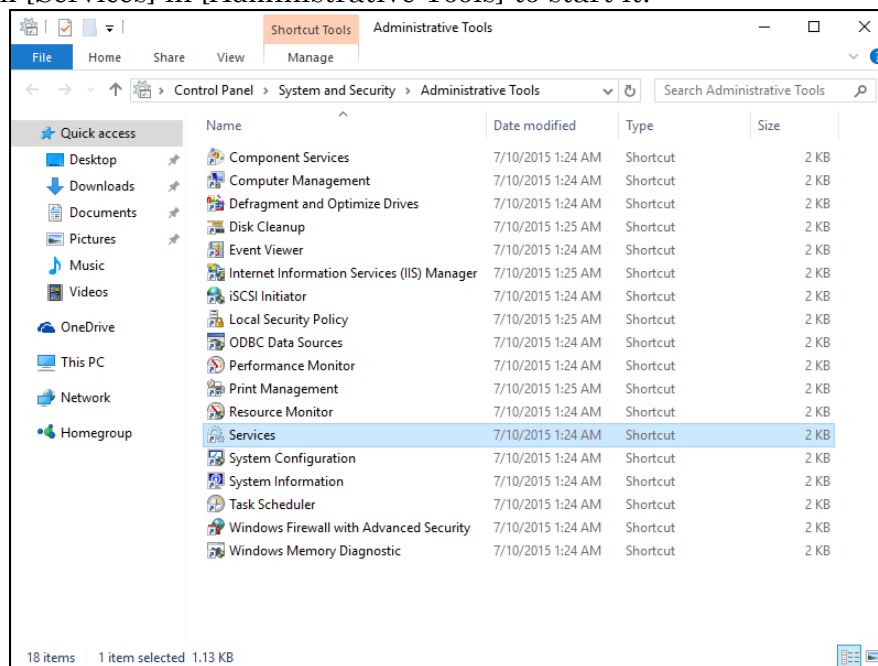 [Services] in [Administrative Tools] to start it.
Shortcut Tools Administrative Tools
File Home Share View Manage
Control Panel > System and Security > Administrative Tools Search Administrative Tools
Name Date modified Type Size
Quick access
Desktop
Downloads
Documents
Pictures
Music
Videos
OneDrive
This PC
Network
Homegroup
Component Services 7/10/2015 1:24 AM Shortcut 2 KB
Computer Management 7/10/2015 1:24 AM Shortcut 2 KB
Defragment and Optimize Drives 7/10/2015 1:24 AM Shortcut 2 KB
Disk Cleanup 7/10/2015 1:25 AM Shortcut 2 KB
Event Viewer 7/10/2015 1:24 AM Shortcut 2 KB
Internet Information Services (IIS) Manager 7/10/2015 1:25 AM Shortcut 2 KB
iSCSI Initiator 7/10/2015 1:24 AM Shortcut 2 KB
Local Security Policy 7/10/2015 1:25 AM Shortcut 2 KB
ODBC Data Sources 7/10/2015 1:24 AM Shortcut 2 KB
Performance Monitor 7/10/2015 1:24 AM Shortcut 2 KB
Print Management 7/10/2015 1:25 AM Shortcut 2 KB
Resource Monitor 7/10/2015 1:24 AM Shortcut 2 KB
Services 7/10/2015 1:24 AM Shortcut 2 KB
System Configuration 7/10/2015 1:24 AM Shortcut 2 KB
System Information 7/10/2015 1:24 AM Shortcut 2 KB
Task Scheduler 7/10/2015 1:24 AM Shortcut 2 KB
Windows Firewall with Advanced Security 7/10/2015 1:24 AM Shortcut 2 KB
Windows Memory Diagnostic 7/10/2015 1:24 AM Shortcut 2 KB
18 items 1 item selected 1.13 KB